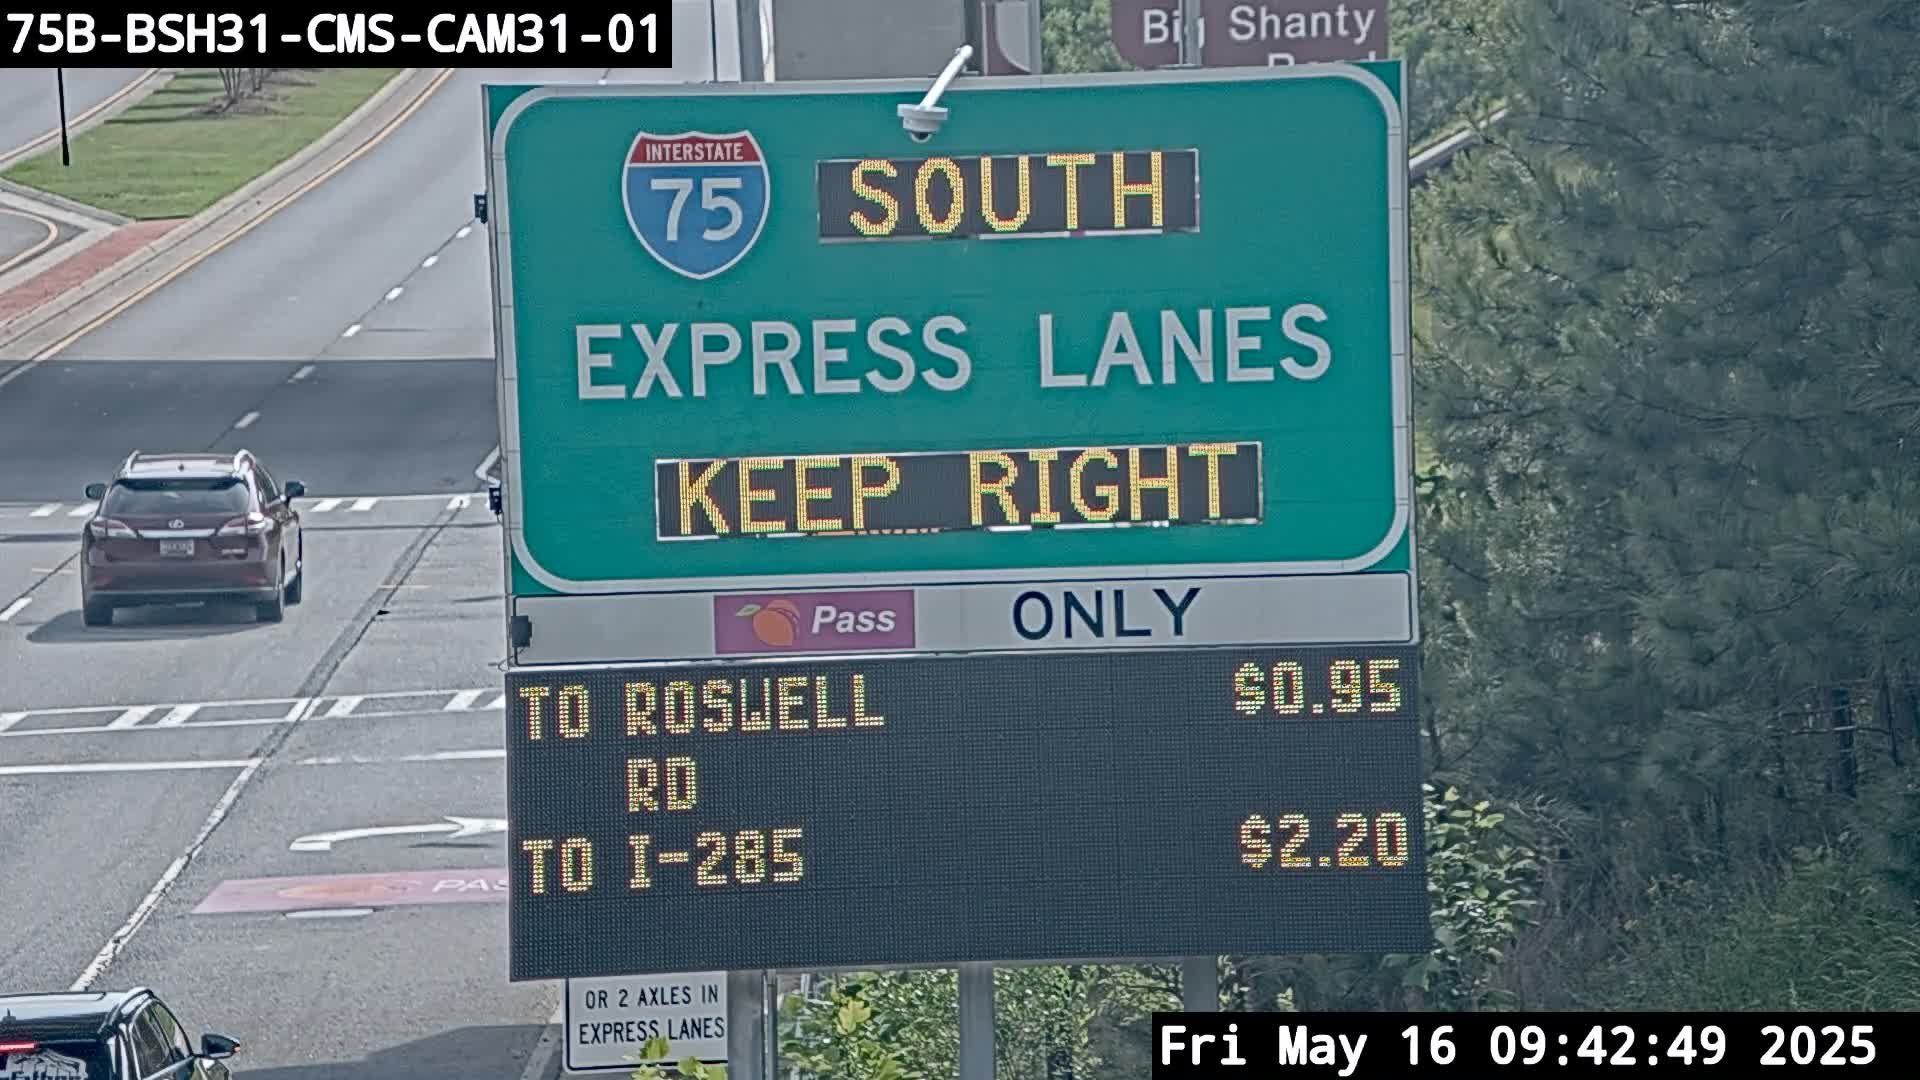 75B-BSH31-CMS-CAM31-01
Big Shanty
Road
INTERSTATE
75
SOUTH
EXPRESS LANES
KEEP RIGHT
Pass ONLY
TO ROSWELL $0.95
RD
TO I-285 $2.20
PAS
OR 2 AXLES IN
EXPRESS LANES
Fri May 16 09:42:49 2025